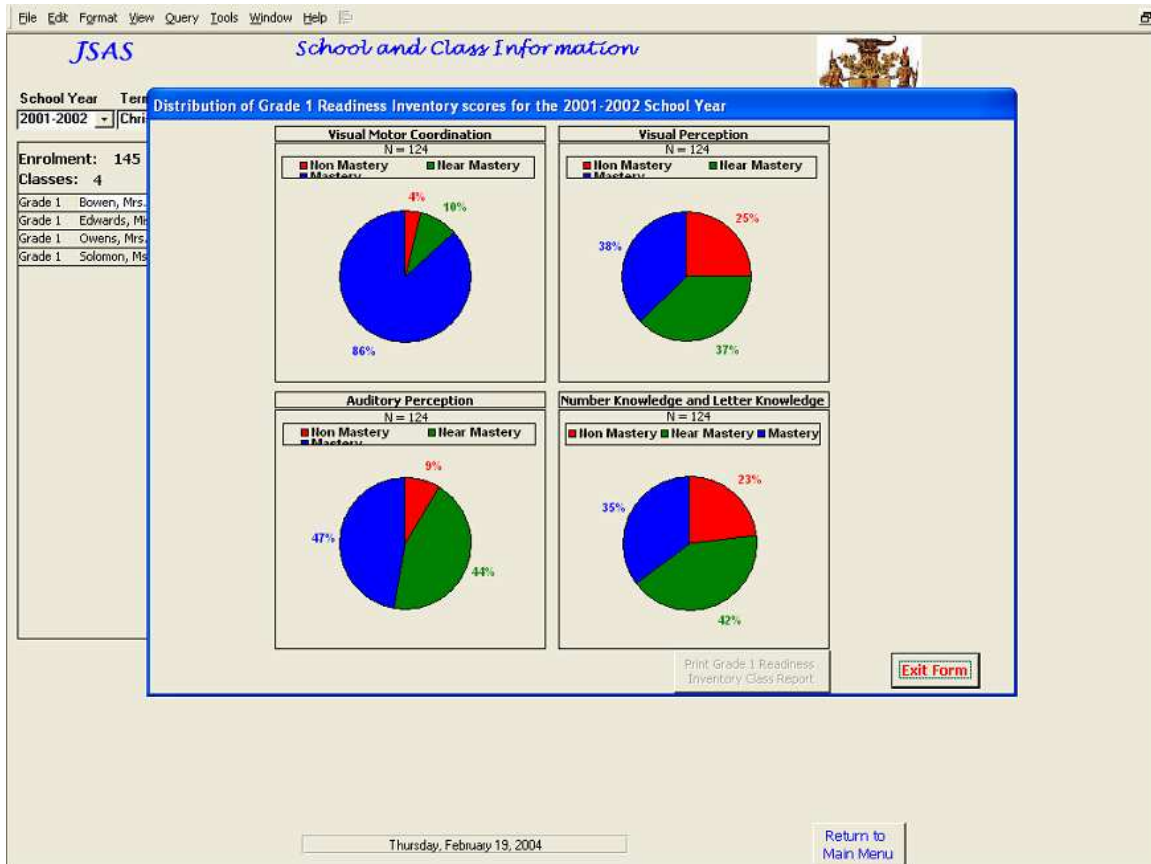 File Edit Format View Query Tools Window Help
JSAS
School and Class Information
School Year Term
2001-2002 Chri
Enrolment: 145
Classes: 4
Grade 1 Bowen, Mrs.
Grade 1 Edwards, Mi
Grade 1 Owens, Mrs.
Grade 1 Solomon, Ms
Distribution of Grade 1 Readiness Inventory scores for the 2001-2002 School Year
Visual Motor Coordination
N = 124
Non Mastery Near Mastery
Mastery
4%
10%
86%
Visual Perception
N = 124
Non Mastery Near Mastery
Mastery
25%
38%
37%
Auditory Perception
N = 124
Non Mastery Near Mastery
Mastery
9%
47%
44%
Number Knowledge and Letter Knowledge
N = 124
Non Mastery Near Mastery Mastery
23%
35%
42%
Print Grade 1 Readiness
Inventory Class Report
Exit Form
Thursday, February 19, 2004
Return to
Main Menu